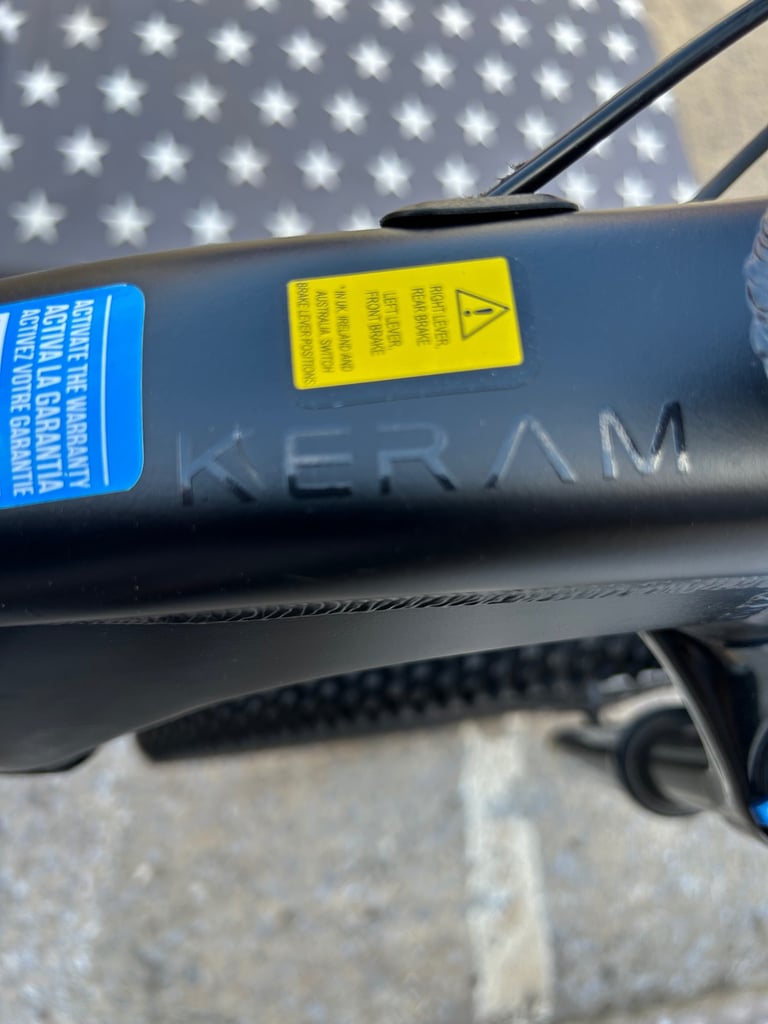 ACTIVATE THE WARRANTY
ACTIVA LA GARANTÍA
ACTIVEZ VOTRE GARANTIE
RIGHT LEVER,
REAR BRAKE
LEFT LEVER,
FRONT BRAKE
*IN UK, IRELAND AND
AUSTRALIA SWITCH
BRAKE LEVER POSITIONS
KERAM